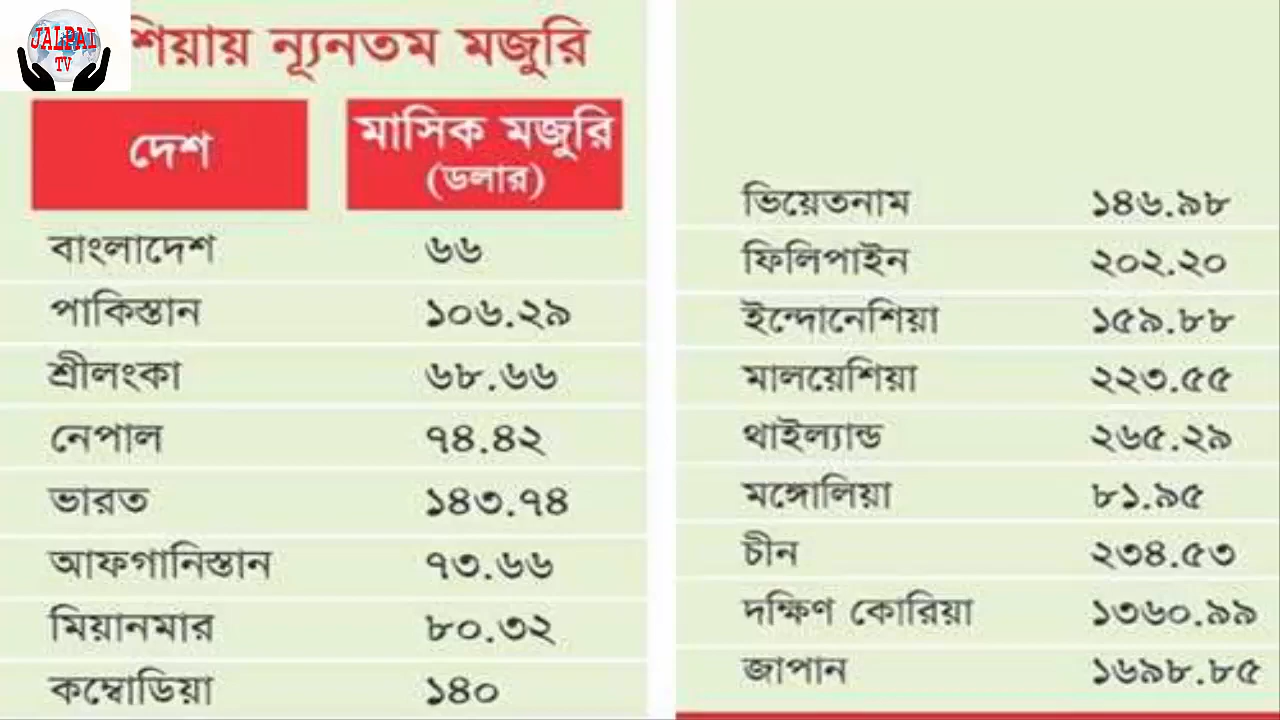 JALPAI
TV
শিয়ায় ন্যূনতম মজুরি
দেশ
মাসিক মজুরি
(ডলার)
বাংলাদেশ ৬৬
পাকিস্তান ১০৬.২৯
শ্রীলংকা ৬৮.৬৬
নেপাল ৭৪.৪২
ভারত ১৪৩.৭৪
আফগানিস্তান ৭৩.৬৬
মিয়ানমার ৮০.৩২
কম্বোডিয়া ১৪০
ভিয়েতনাম ১৪৬.৯৮
ফিলিপাইন ২০২.২০
ইন্দোনেশিয়া ১৫৯.৮৮
মালয়েশিয়া ২২৩.৫৫
থাইল্যান্ড ২৬৫.২৯
মঙ্গোলিয়া ৮১.৯৫
চীন ২৩৪.৫৩
দক্ষিণ কোরিয়া ১৩৬০.৯৯
জাপান ১৬৯৮.৮৫